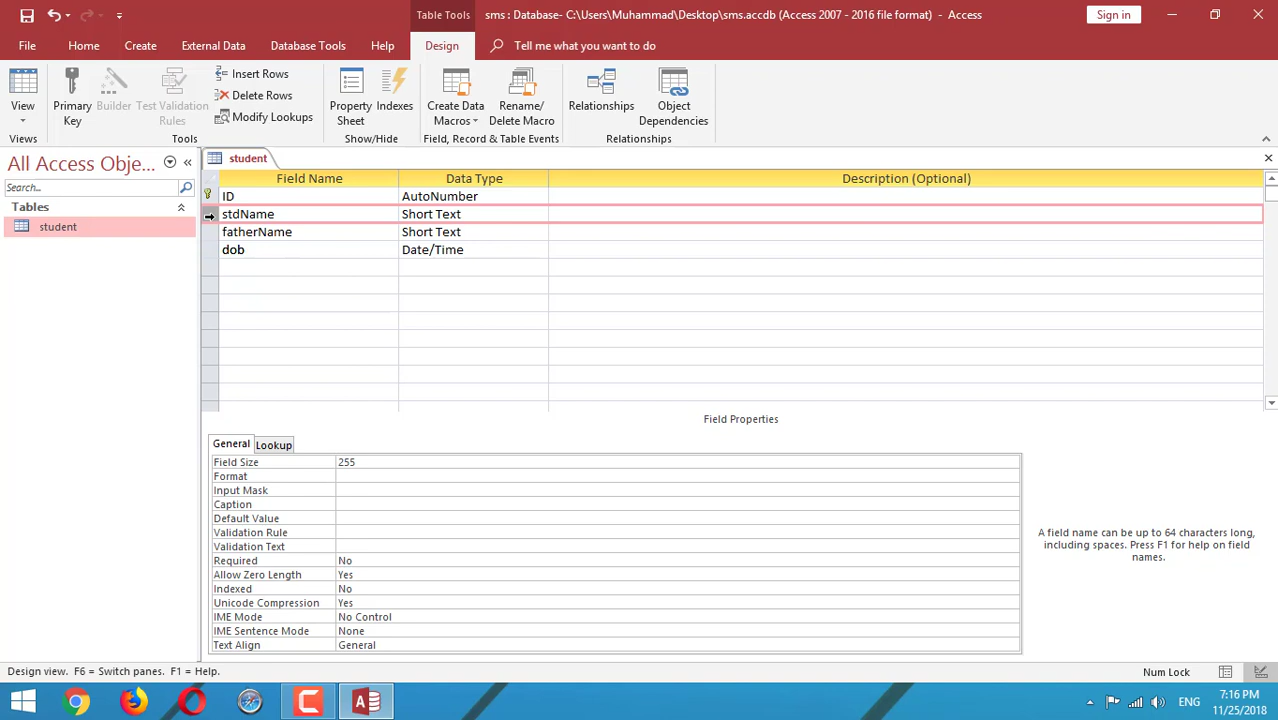 Table Tools
sms : Database- C:\Users\Muhammad\Desktop\sms.accdb (Access 2007 - 2016 file format) - Access
Sign in
File Home Create External Data Database Tools Help Design Tell me what you want to do
View
Primary Key
Builder
Test Validation Rules
Insert Rows
Delete Rows
Modify Lookups
Property Sheet
Indexes
Create Data Macros
Rename/ Delete Macro
Relationships
Object Dependencies
Views Tools Show/Hide Field, Record & Table Events Relationships
All Access Obje...
Search...
Tables
student
student
Field Name Data Type Description (Optional)
ID AutoNumber
stdName Short Text
fatherName Short Text
dob Date/Time
Field Properties
General Lookup
Field Size 255
Format
Input Mask
Caption
Default Value
Validation Rule
Validation Text
Required No
Allow Zero Length Yes
Indexed No
Unicode Compression Yes
IME Mode No Control
IME Sentence Mode None
Text Align General
A field name can be up to 64 characters long,
including spaces. Press F1 for help on field
names.
Design view. F6 = Switch panes. F1 = Help.
Num Lock
ENG
7:16 PM
11/25/2018